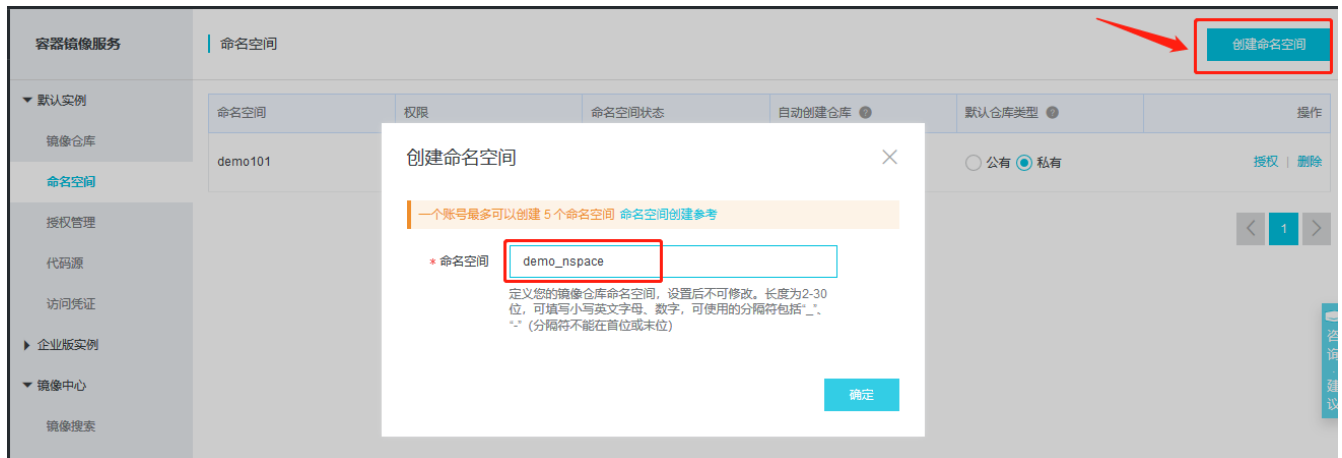 容器镜像服务
命名空间
创建命名空间
默认实例
镜像仓库
命名空间
授权管理
代码源
访问凭证
企业版实例
镜像中心
镜像搜索
命名空间 权限 命名空间状态 自动创建仓库 默认仓库类型 操作
demo101 公有 私有 授权 | 删除
1
创建命名空间
一个账号最多可以创建 5 个命名空间 命名空间创建参考
* 命名空间 demo_nspace
定义您的镜像仓库命名空间，设置后不可修改。长度为2-30
位，可填写小写英文字母、数字，可使用的分隔符包括“_”、
“-”（分隔符不能在首位或末位）
确定
咨询·建议